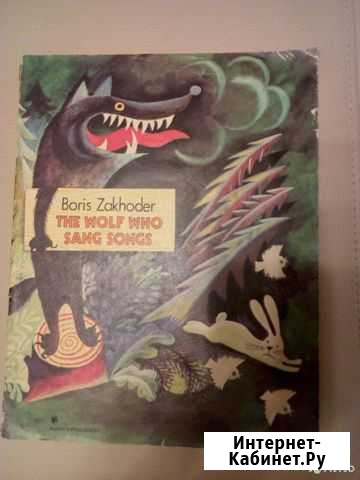 Boris Zakhoder
THE WOLF WHO
SANG SONGS
Интернет-
Кабинет.Ру